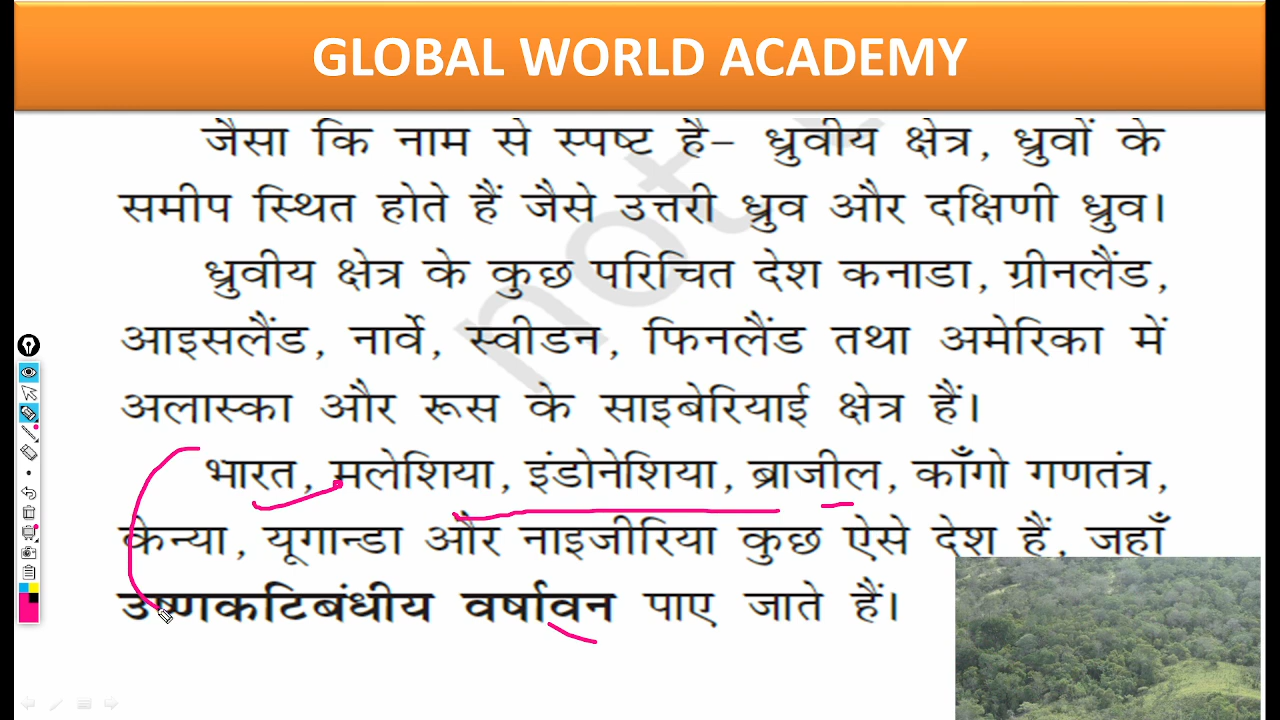 GLOBAL WORLD ACADEMY
जैसा कि नाम से स्पष्ट है– ध्रुवीय क्षेत्र, ध्रुवों के
समीप स्थित होते हैं जैसे उत्तरी ध्रुव और दक्षिणी ध्रुव।
ध्रुवीय क्षेत्र के कुछ परिचित देश कनाडा, ग्रीनलैंड,
आइसलैंड, नार्वे, स्वीडन, फिनलैंड तथा अमेरिका में
अलास्का और रूस के साइबेरियाई क्षेत्र हैं।
भारत, मलेशिया, इंडोनेशिया, ब्राजील, काँगो गणतंत्र,
केन्या, यूगान्डा और नाइजीरिया कुछ ऐसे देश हैं, जहाँ
उष्णकटिबंधीय वर्षावन पाए जाते हैं।
not